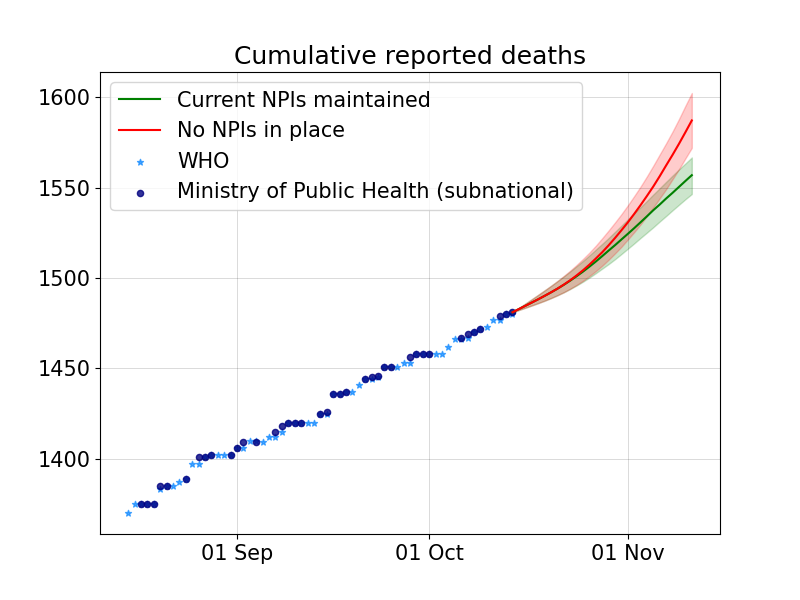 Cumulative reported deaths
Current NPIs maintained
No NPIs in place
WHO
Ministry of Public Health (subnational)
1600
1550
1500
1450
1400
01 Sep
01 Oct
01 Nov